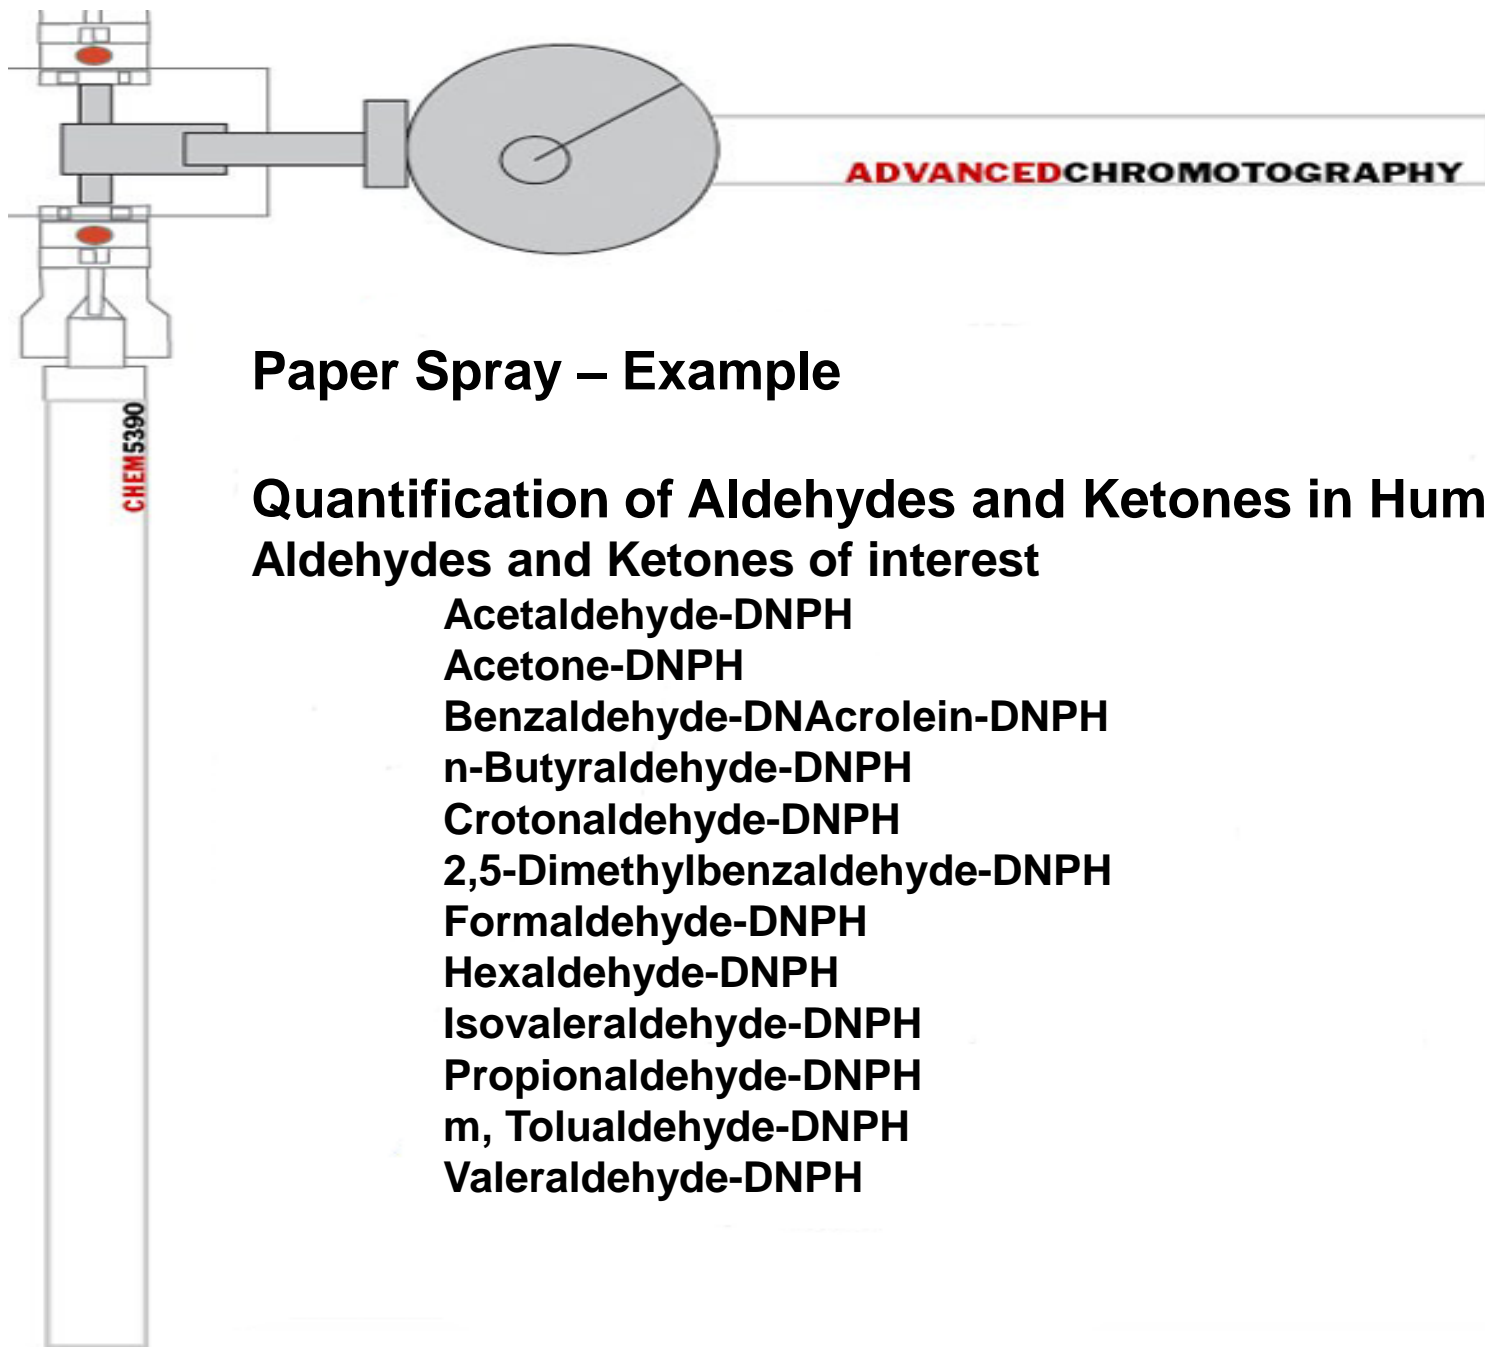 ADVANCEDCHROMOTOGRAPHY
Paper Spray – Example
CHEM5390
Quantification of Aldehydes and Ketones in Hum
Aldehydes and Ketones of interest
Acetaldehyde-DNPH
Acetone-DNPH
Benzaldehyde-DNAcrolein-DNPH
n-Butyraldehyde-DNPH
Crotonaldehyde-DNPH
2,5-Dimethylbenzaldehyde-DNPH
Formaldehyde-DNPH
Hexaldehyde-DNPH
Isovaleraldehyde-DNPH
Propionaldehyde-DNPH
m, Tolualdehyde-DNPH
Valeraldehyde-DNPH